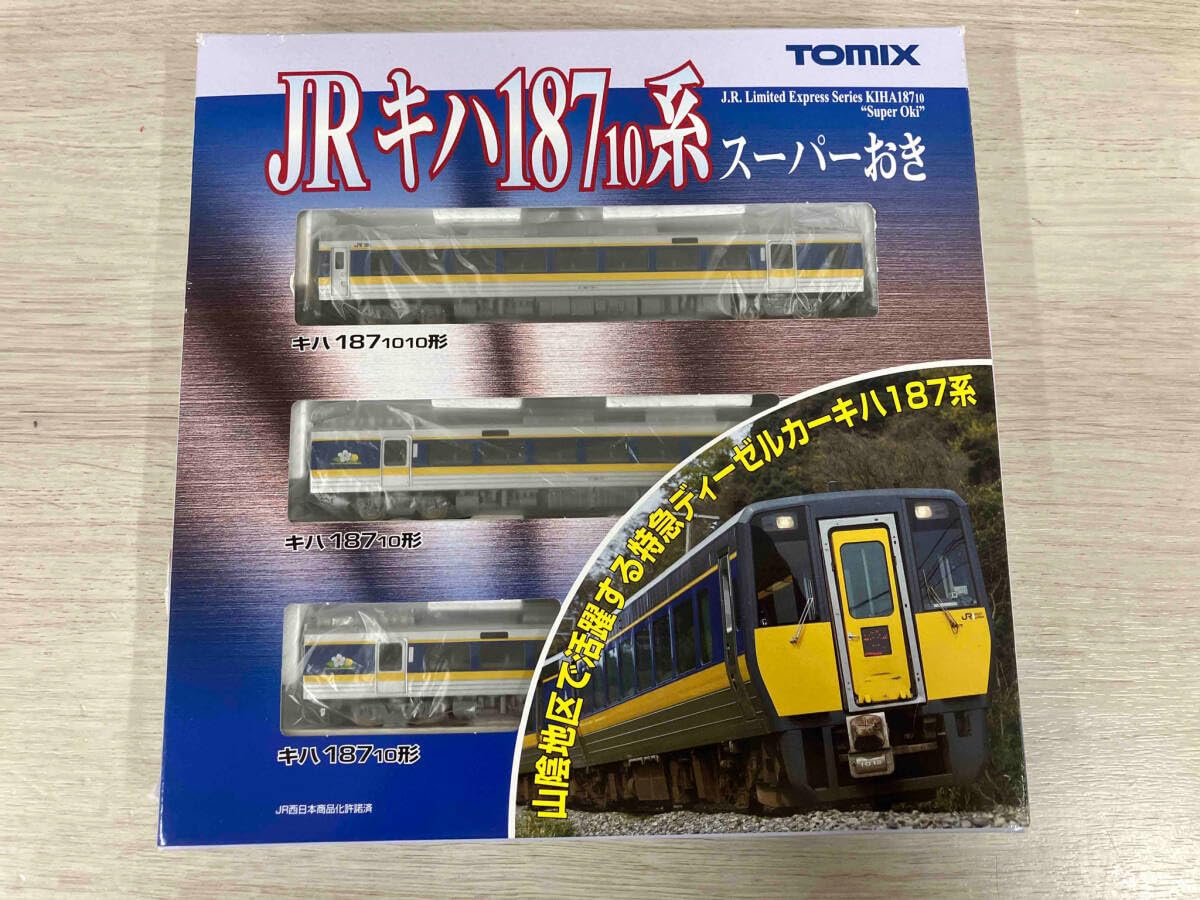 TOMIX
JRキハ187 10系
J.R. Limited Express Series KIHA187 10
"Super Oki"
スーパーおき
キハ187 1010形
キハ187 10形
キハ187 10形
山陰地区で活躍する特急ディーゼルカーキハ187系
JR
1013
JR西日本商品化許諾済